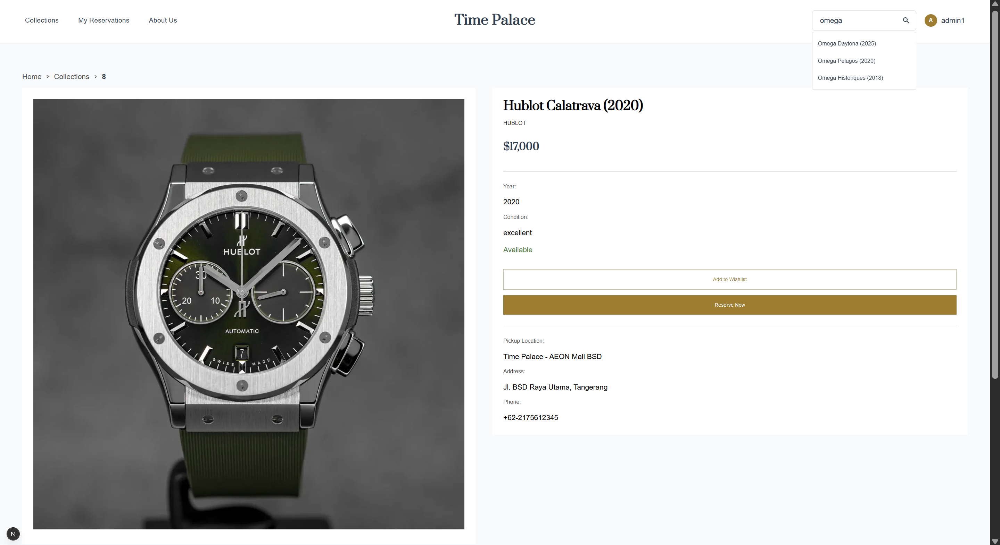 Collections
My Reservations
About Us
Time Palace
omega
A
admin1
Omega Daytona (2025)
Omega Pelagos (2020)
Omega Historiques (2018)
Home > Collections > 8
HUBLOT
30
20
10
AUTOMATIC
7
SWISS MADE
Hublot Calatrava (2020)
HUBLOT
$17,000
Year:
2020
Condition:
excellent
Available
Add to Wishlist
Reserve Now
Pickup Location:
Time Palace - AEON Mall BSD
Address:
Jl. BSD Raya Utama, Tangerang
Phone:
+62-2175612345
N